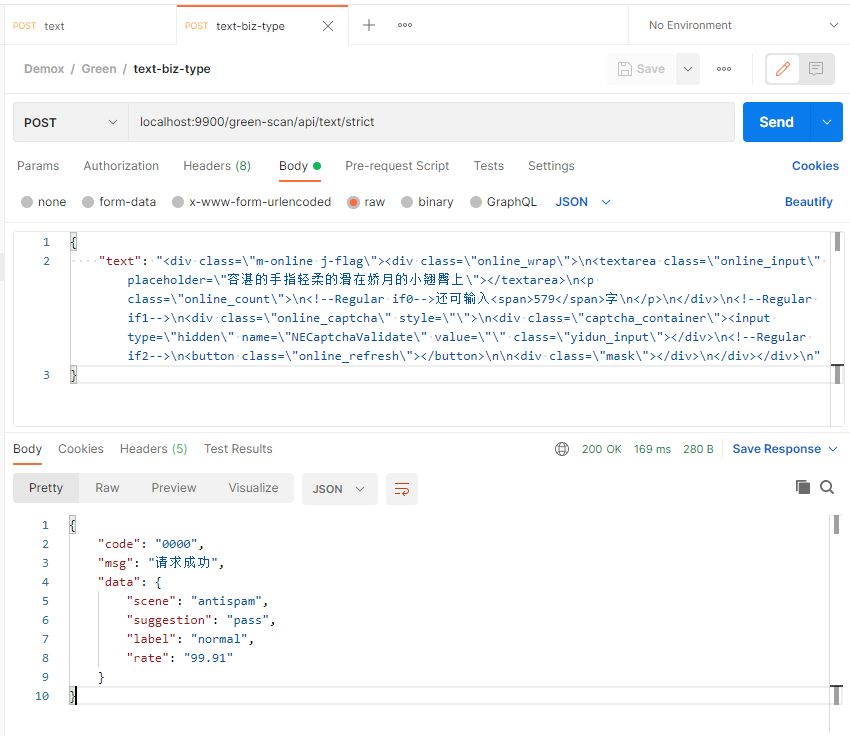 POST text
POST text-biz-type
No Environment
Demox / Green / text-biz-type
Save
POST
localhost:9900/green-scan/api/text/strict
Send
Params Authorization Headers (8) Body Pre-request Script Tests Settings Cookies
none form-data x-www-form-urlencoded raw binary GraphQL JSON Beautify
1 {
2 "text": "<div class=\"m-online j-flag\"><div class=\"online_wrap\">\n<textarea class=\"online_input\"
placeholder=\"容湛的手指轻柔的滑在娇月的小翘臀上\"></textarea>\n<p
class=\"online_count\">\n<!--Regular if0-->还可输入<span>579</span>字\n</p>\n</div>\n<!--Regular
if1-->\n<div class=\"online_captcha\" style=\"\">\n<div class=\"captcha_container\"><input
type=\"hidden\" name=\"NECaptchaValidate\" value=\"\" class=\"yidun_input\"></div>\n<!--Regular
if2-->\n<button class=\"online_refresh\"></button>\n\n<div class=\"mask\"></div>\n</div></div>\n"
3 }
Body Cookies Headers (5) Test Results 200 OK 169 ms 280 B Save Response
Pretty Raw Preview Visualize JSON
1 {
2 "code": "0000",
3 "msg": "请求成功",
4 "data": {
5 "scene": "antispam",
6 "suggestion": "pass",
7 "label": "normal",
8 "rate": "99.91"
9 }
10 }